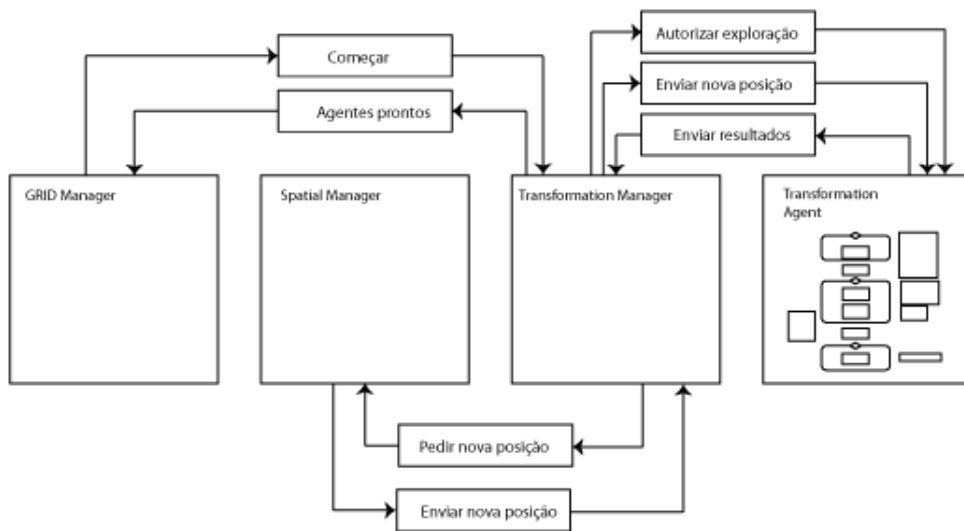 Autorizar exploração
Começar
Enviar nova posição
Agentes prontos
Enviar resultados
GRID Manager
Spatial Manager
Transformation Manager
Transformation
Agent
Pedir nova posição
Enviar nova posição